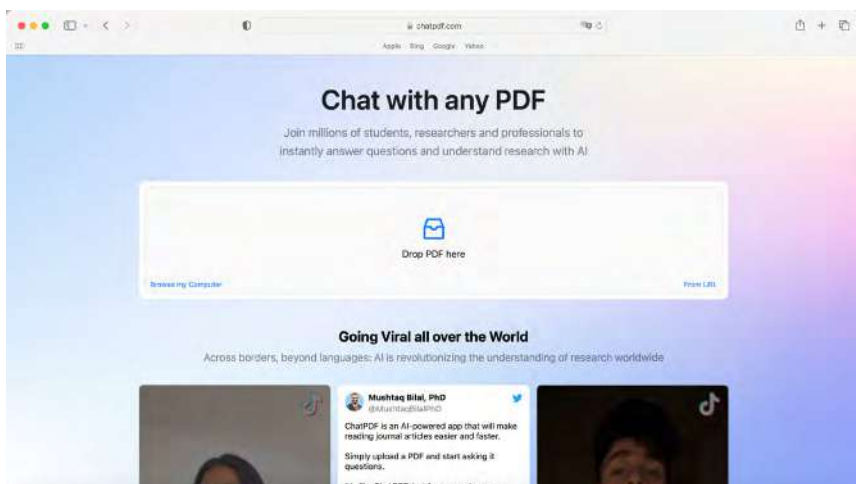 chatpdf.com
Apple Bing Google Yahoo
Chat with any PDF
Join millions of students, researchers and professionals to
instantly answer questions and understand research with AI
Drop PDF here
Browse my Computer
From URL
Going Viral all over the World
Across borders, beyond languages: AI is revolutionizing the understanding of research worldwide
Mushtaq Bilal, PhD
@MushtaqBilalPhD
ChatPDF is an AI-powered app that will make
reading journal articles easier and faster.
Simply upload a PDF and start asking it
questions.